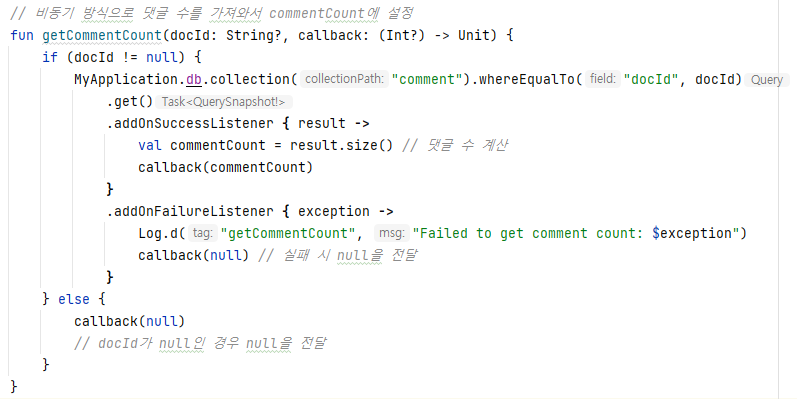 // 비동기 방식으로 댓글 수를 가져와서 commentCount에 설정
fun getCommentCount(docId: String?, callback: (Int?) -> Unit) {
if (docId != null) {
MyApplication.db.collection( collectionPath: "comment").whereEqualTo( field: "docId", docId) Query
.get() Task<QuerySnapshot!>
.addOnSuccessListener { result ->
val commentCount = result.size() // 댓글 수 계산
callback(commentCount)
}
.addOnFailureListener { exception ->
Log.d( tag: "getCommentCount", msg: "Failed to get comment count: $exception")
callback(null) // 실패 시 null을 전달
}
} else {
callback(null)
// docId가 null인 경우 null을 전달
}
}